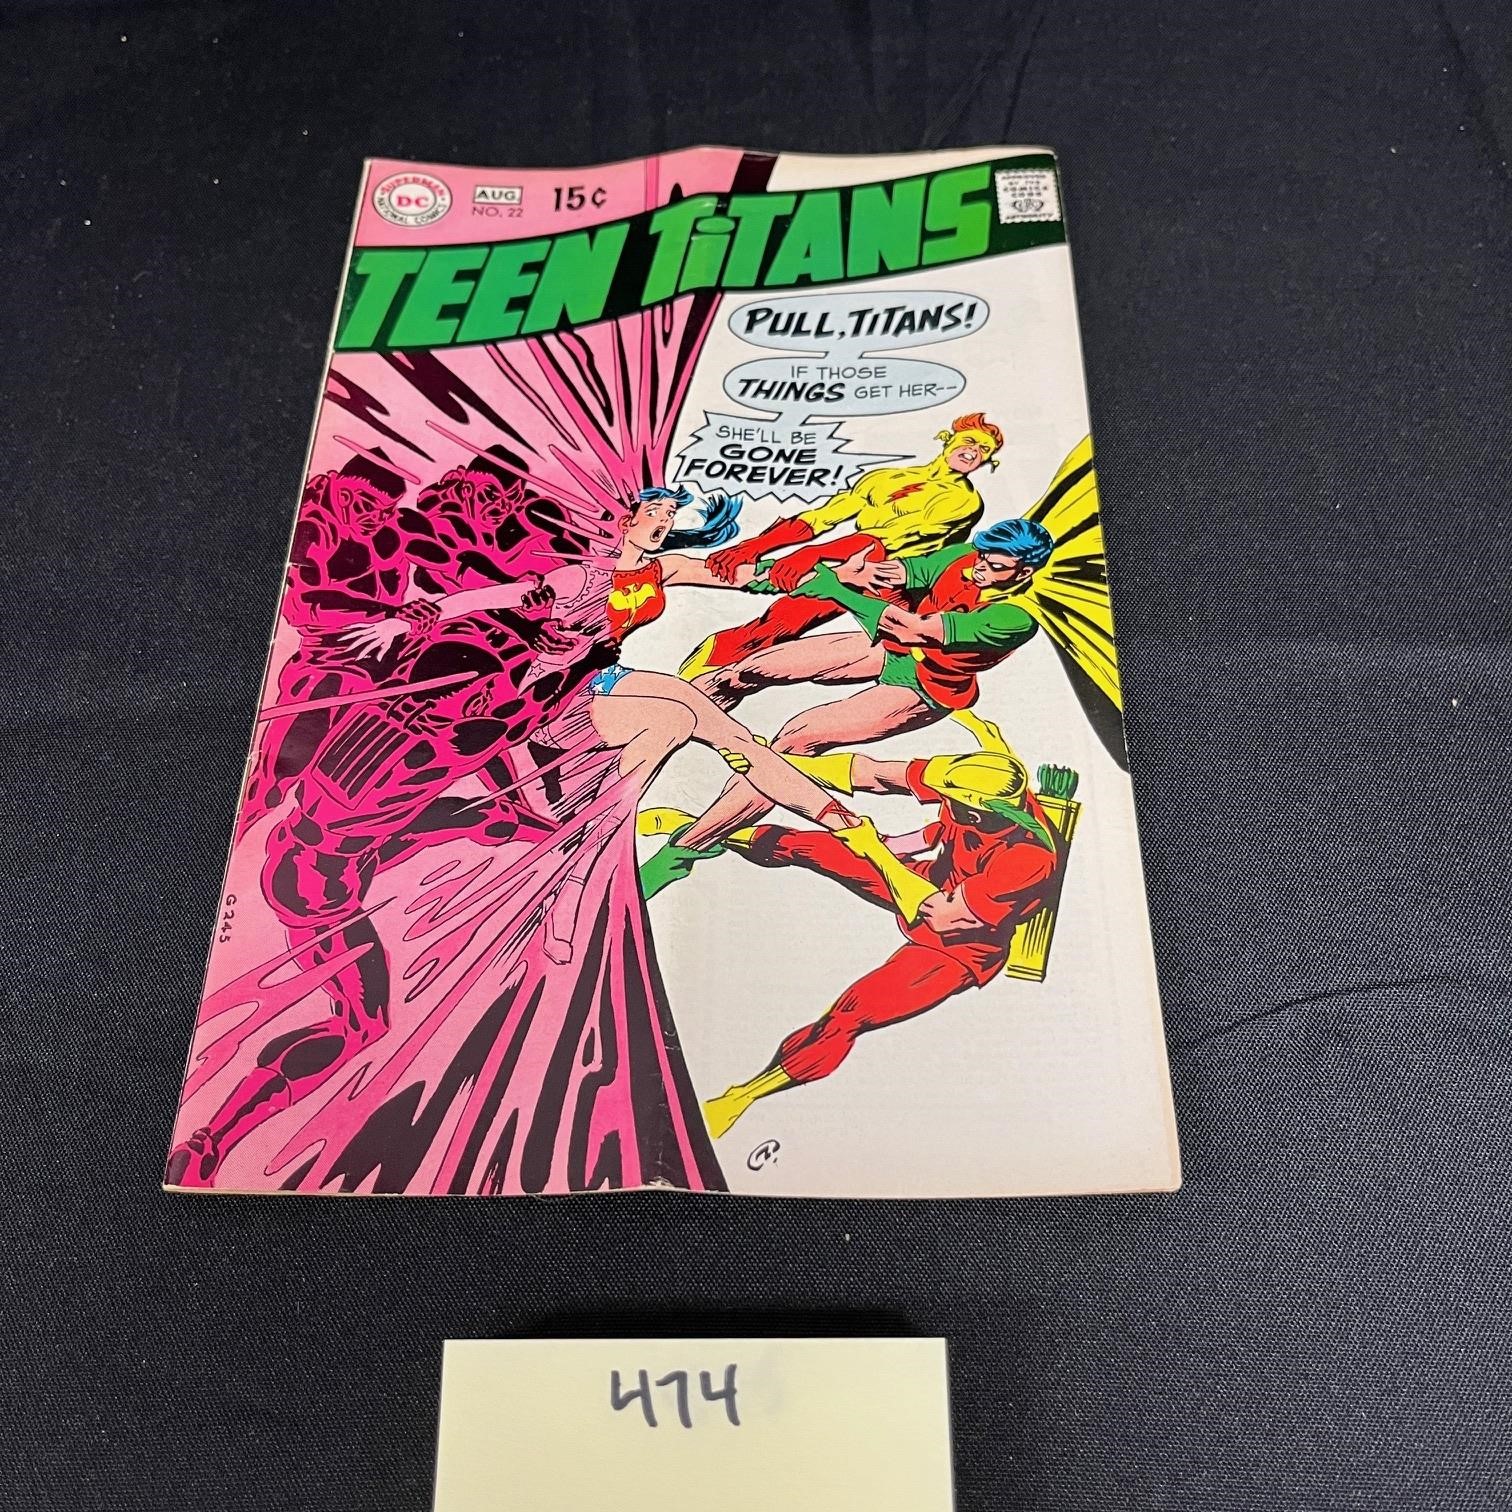 SUPERMAN
DC
NATIONAL COMICS
AUG.
NO. 22
15¢
APPROVED
BY THE
COMICS
CODE
AUTHORITY
TEEN TiTANS
PULL, TiTANS!
IF THOSE
THINGS GET HER--
SHE'LL BE
GONE
FOREVER!
G245
474